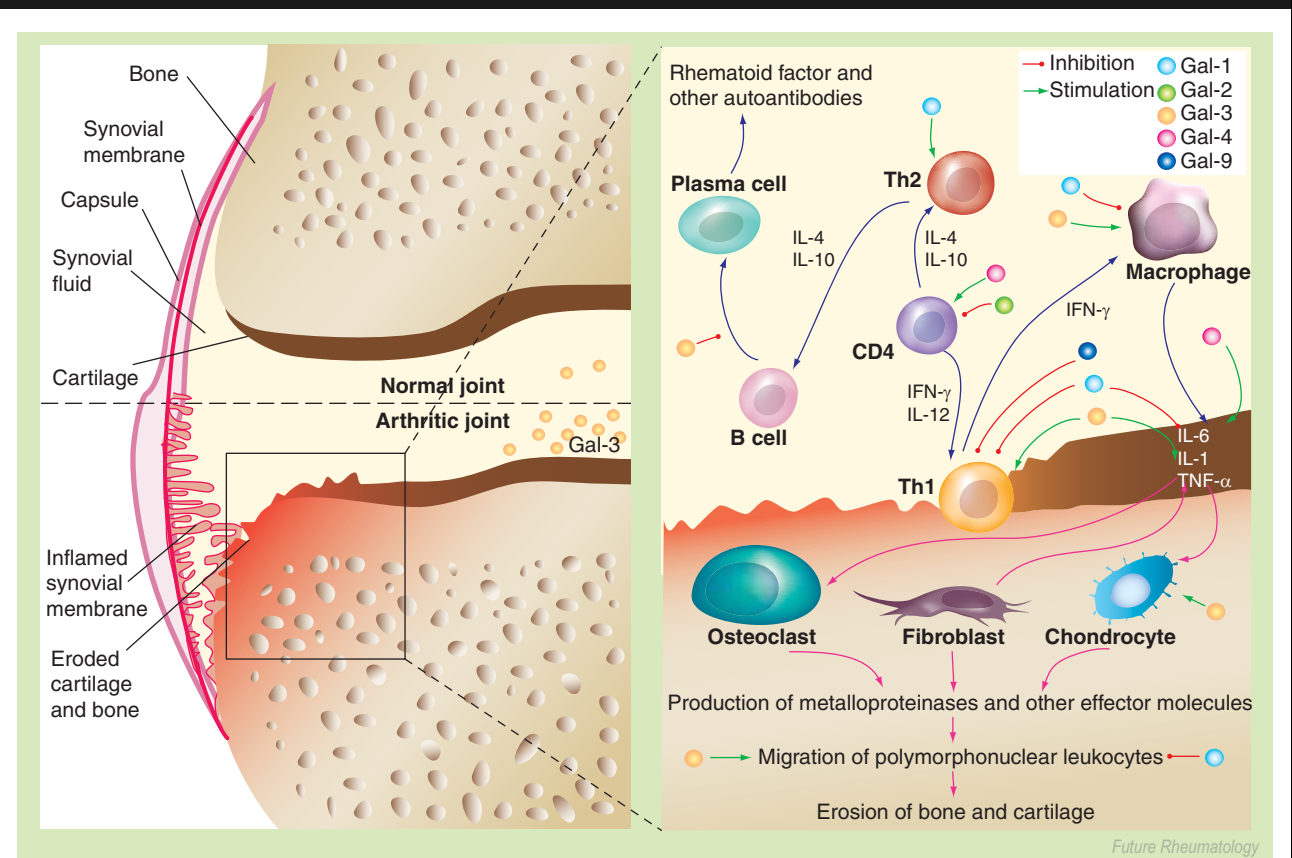 Bone
Synovial
membrane
Capsule
Synovial
fluid
Cartilage
Normal joint
Arthritic joint
Gal-3
Inflamed
synovial
membrane
Eroded
cartilage
and bone
Rhematoid factor and
other autoantibodies
Inhibition
Stimulation
Gal-1
Gal-2
Gal-3
Gal-4
Gal-9
Plasma cell
Th2
IL-4
IL-10
IL-4
IL-10
Macrophage
IFN-γ
CD4
IFN-γ
IL-12
B cell
Th1
IL-6
IL-1
TNF-α
Osteoclast
Fibroblast
Chondrocyte
Production of metalloproteinases and other effector molecules
Migration of polymorphonuclear leukocytes
Erosion of bone and cartilage
Future Rheumatology